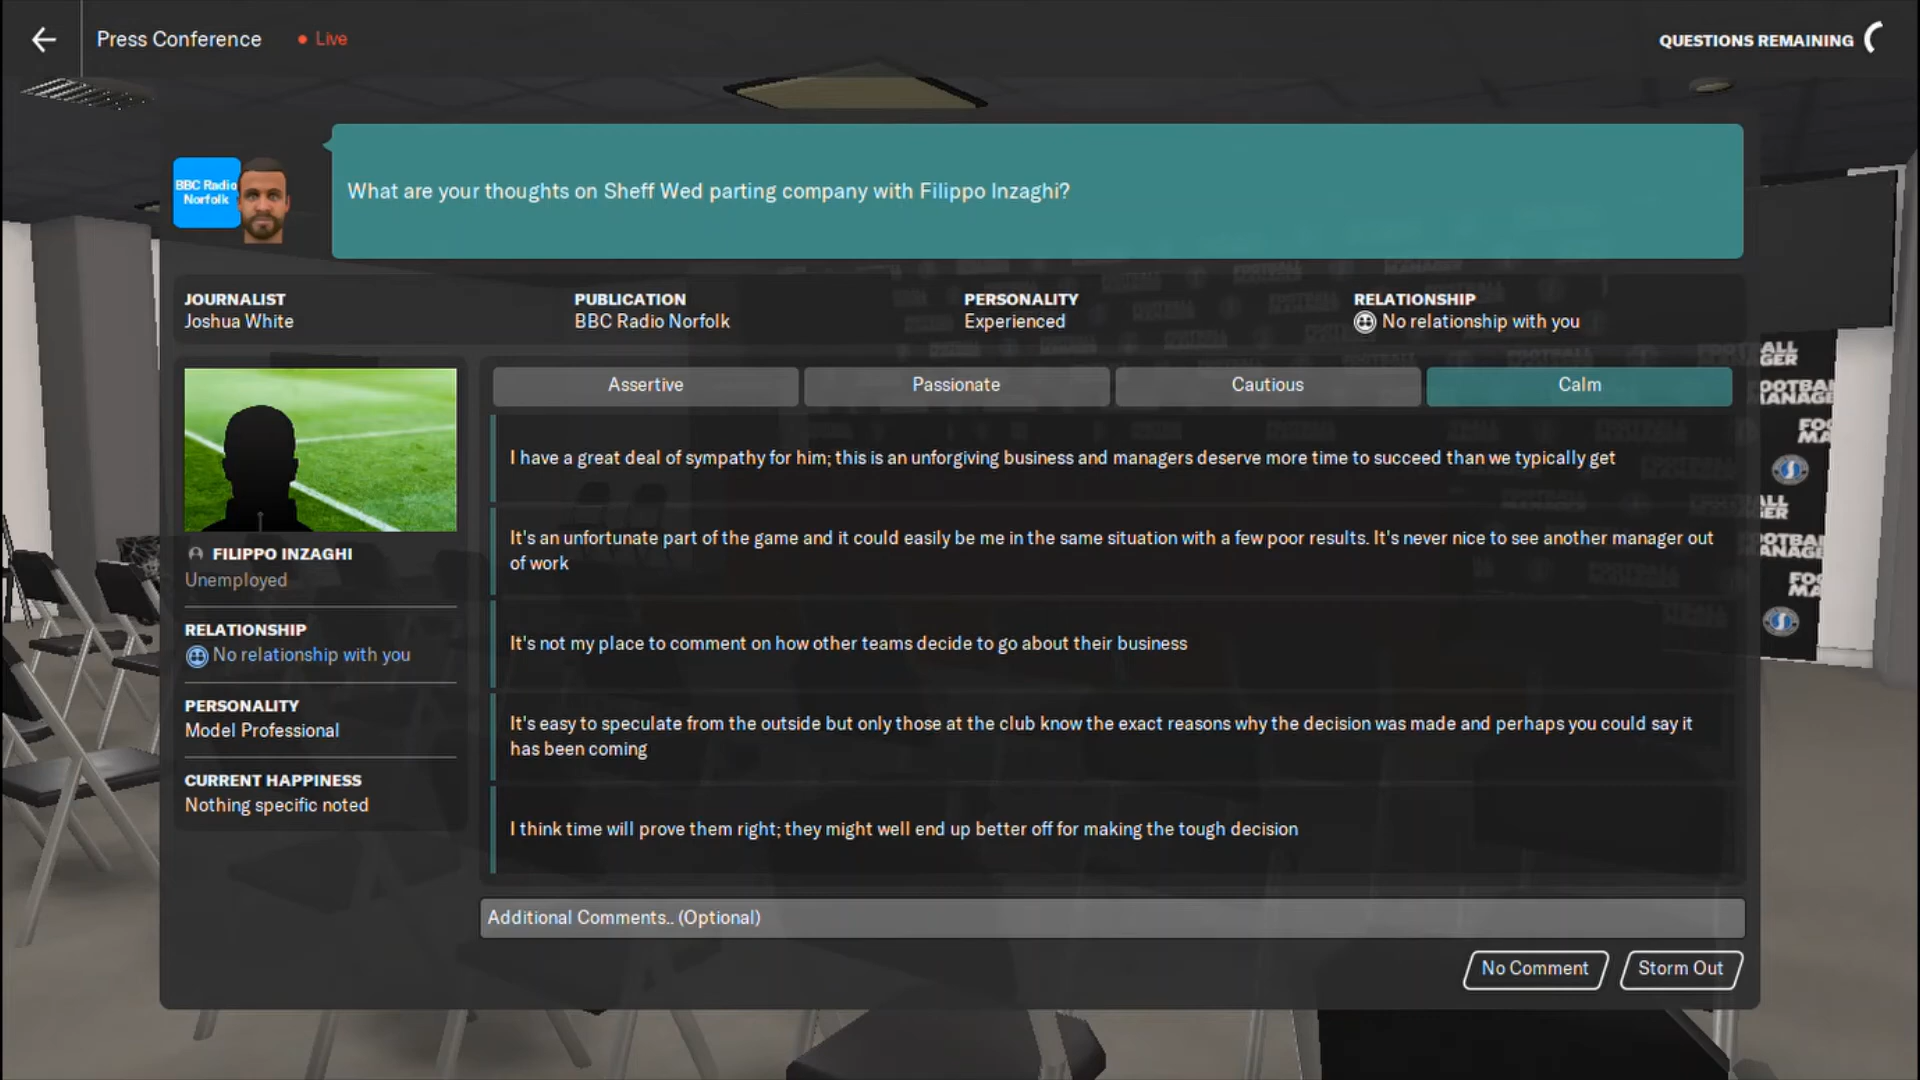 Press Conference
Live
QUESTIONS REMAINING
BBC Radio
Norfolk
What are your thoughts on Sheff Wed parting company with Filippo Inzaghi?
JOURNALIST
Joshua White
PUBLICATION
BBC Radio Norfolk
PERSONALITY
Experienced
RELATIONSHIP
No relationship with you
Assertive
Passionate
Cautious
Calm
FILIPPO INZAGHI
Unemployed
RELATIONSHIP
No relationship with you
PERSONALITY
Model Professional
CURRENT HAPPINESS
Nothing specific noted
I have a great deal of sympathy for him; this is an unforgiving business and managers deserve more time to succeed than we typically get
It's an unfortunate part of the game and it could easily be me in the same situation with a few poor results. It's never nice to see another manager out
of work
It's not my place to comment on how other teams decide to go about their business
It's easy to speculate from the outside but only those at the club know the exact reasons why the decision was made and perhaps you could say it
has been coming
I think time will prove them right; they might well end up better off for making the tough decision
Additional Comments.. (Optional)
No Comment
Storm Out